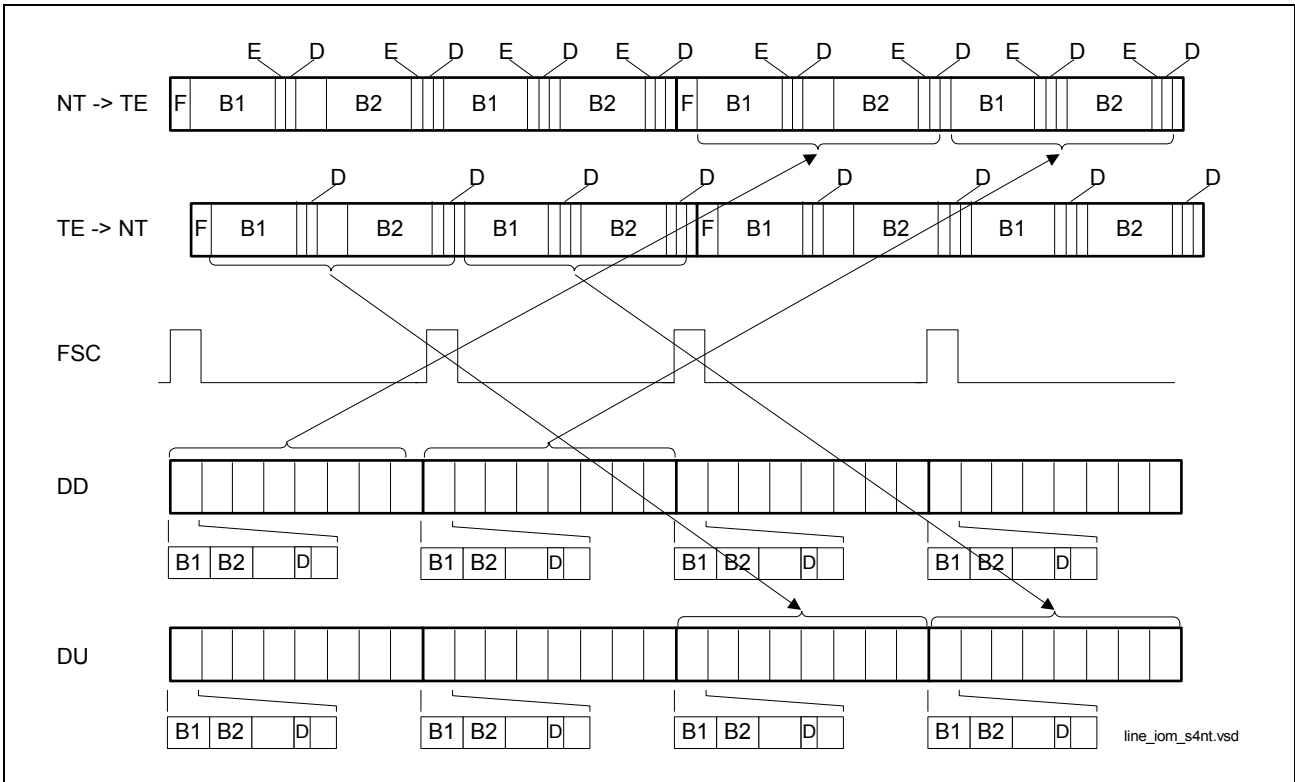 E D E D E D E D E D E D E D E D
NT -> TE F B1 B2 B1 B2 F B1 B2 B1 B2
D D D D D D D D
TE -> NT F B1 B2 B1 B2 F B1 B2 B1 B2
FSC
DD
B1 B2 D B1 B2 D B1 B2 D B1 B2 D
DU
B1 B2 D B1 B2 D B1 B2 D B1 B2 D
line_iom_s4nt.vsd